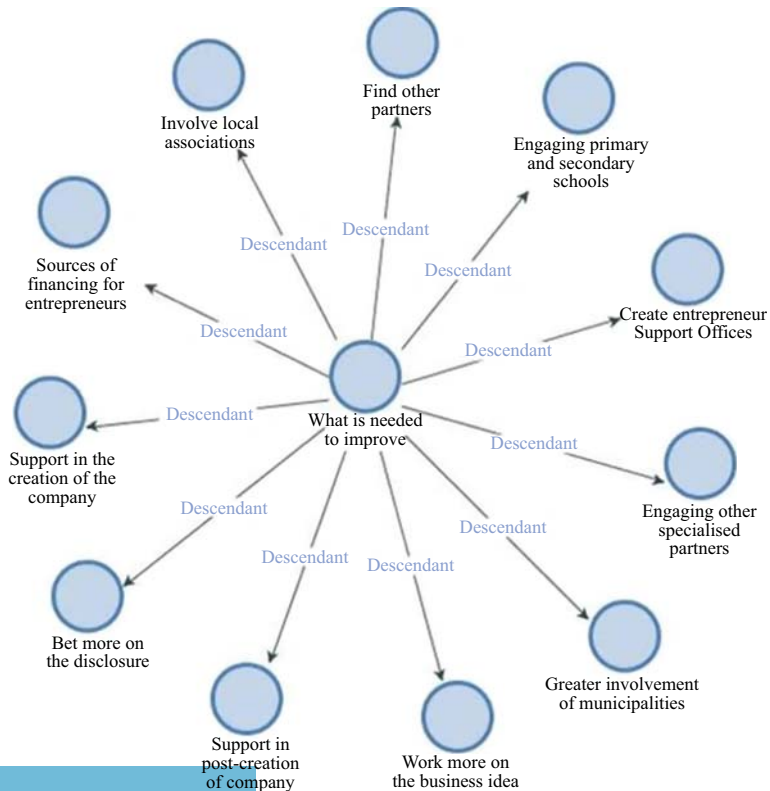 Find other
partners
Involve local
associations
Engaging primary
and secondary
schools
Descendant
Descendant
Descendant
Sources of
financing for
entrepreneurs
Create entrepreneur
Support Offices
Descendant
Descendant
What is needed
to improve
Descendant
Descendant
Support in the
creation of the
company
Engaging other
specialised
partners
Descendant
Descendant
Descendant
Descendant
Bet more on
the disclosure
Greater involvement
of municipalities
Support in
post-creation
of company
Work more on
the business idea